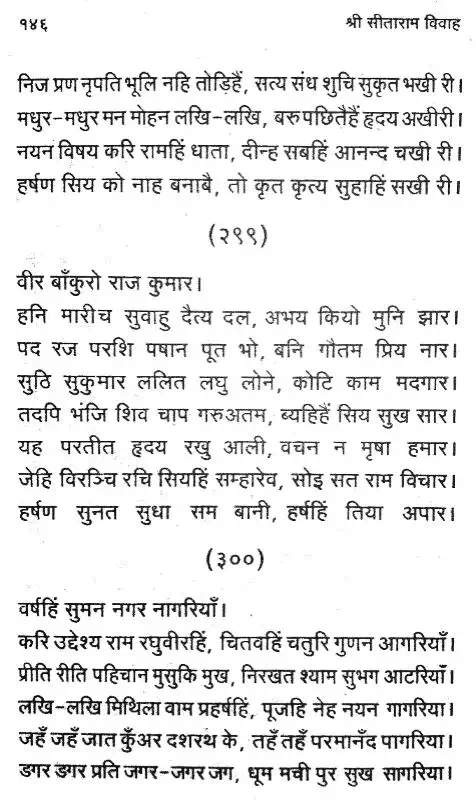 १४६ श्री सीताराम विवाह
निज प्रण नृपति भूलि नहि तोड़िहैं, सत्य संध शुचि सुकृत भखी री।
मधुर-मधुर मन मोहन लखि-लखि, बरु पछितैहैं हृदय अखीरी।
नयन विषय करि रामहिं धाता, दीन्ह सबहिं आनन्द चखी री।
हर्षण सिय को नाह बनाबै, तो कृत कृत्य सुहाहिं सखी री।
(२९९)
वीर बाँकुरो राज कुमार।
हनि मारीच सुवाहु दैत्य दल, अभय कियो मुनि झार।
पद रज परशि पषान पूत भो, बनि गौतम प्रिय नार।
सुठि सुकुमार ललित लघु लोने, कोटि काम मदगार।
तदपि भंजि शिव चाप गरुअतम, ब्यहिहैं सिय सुख सार।
यह परतीत हृदय रखु आली, वचन न मृषा हमार।
जेहि विरञ्चि रचि सियहिं सम्हारेव, सोइ सत राम विचार।
हर्षण सुनत सुधा सम बानी, हर्षहिं तिया अपार।
(३००)
वर्षहिं सुमन नगर नागरियाँ।
करि उद्देश्य राम रघुवीरहिं, चितवहिं चतुरि गुणन आगरियाँ।
प्रीति रीति पहिचान मुसुकि मुख, निरखत श्याम सुभग आटरियाँ।
लखि-लखि मिथिला वाम प्रहर्षहिं, पूजहि नेह नयन गागरिया।
जहँ जहँ जात कुँअर दशरथ के, तहँ तहँ परमानँद पागरिया।
डगर डगर प्रति जगर-जगर जग, धूम मची पुर सुख सागरिया।